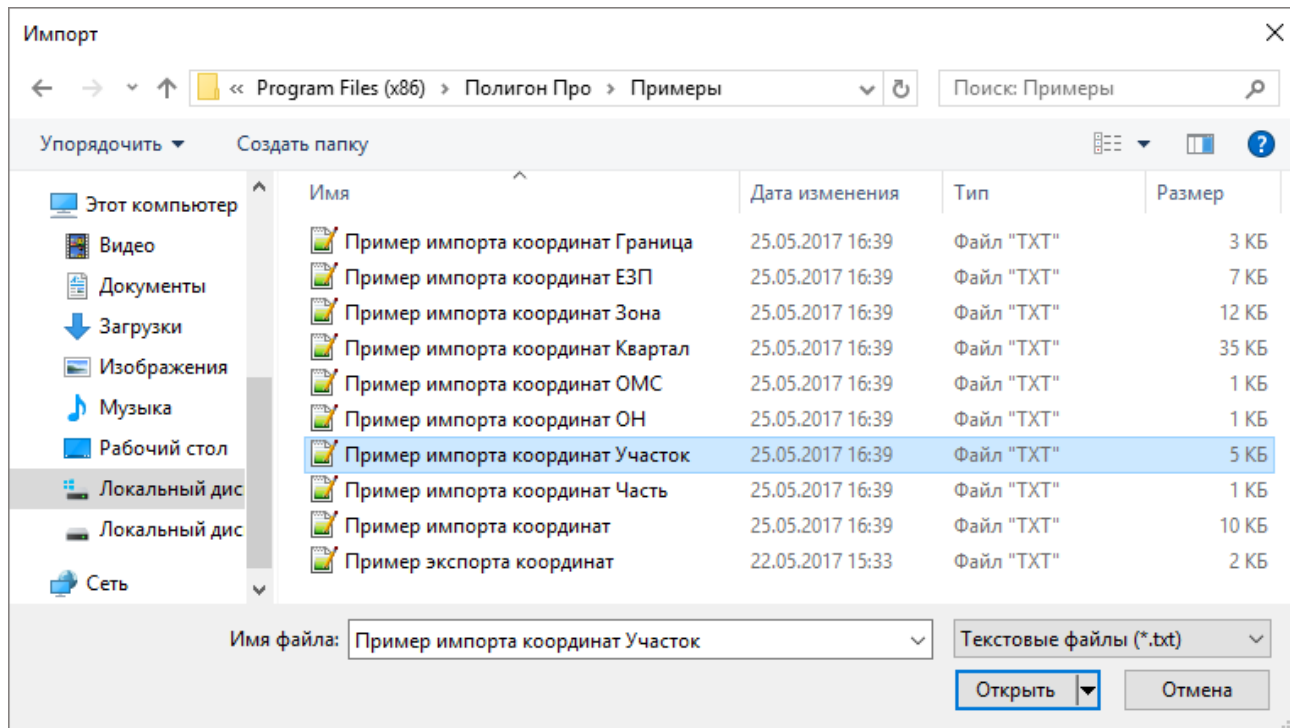 Импорт
« Program Files (x86) › Полигон Про › Примеры
Поиск: Примеры
Упорядочить
Создать папку
?
Имя Дата изменения Тип Размер
Этот компьютер
Видео
Документы
Загрузки
Изображения
Музыка
Рабочий стол
Локальный дис
Локальный дис
Сеть
Пример импорта координат Граница 25.05.2017 16:39 Файл "TXT" 3 КБ
Пример импорта координат ЕЗП 25.05.2017 16:39 Файл "TXT" 7 КБ
Пример импорта координат Зона 25.05.2017 16:39 Файл "TXT" 12 КБ
Пример импорта координат Квартал 25.05.2017 16:39 Файл "TXT" 35 КБ
Пример импорта координат ОМС 25.05.2017 16:39 Файл "TXT" 1 КБ
Пример импорта координат ОН 25.05.2017 16:39 Файл "TXT" 1 КБ
Пример импорта координат Участок 25.05.2017 16:39 Файл "TXT" 5 КБ
Пример импорта координат Часть 25.05.2017 16:39 Файл "TXT" 1 КБ
Пример импорта координат 25.05.2017 16:39 Файл "TXT" 10 КБ
Пример экспорта координат 22.05.2017 15:33 Файл "TXT" 2 КБ
Имя файла: Пример импорта координат Участок
Текстовые файлы (*.txt)
Открыть
Отмена